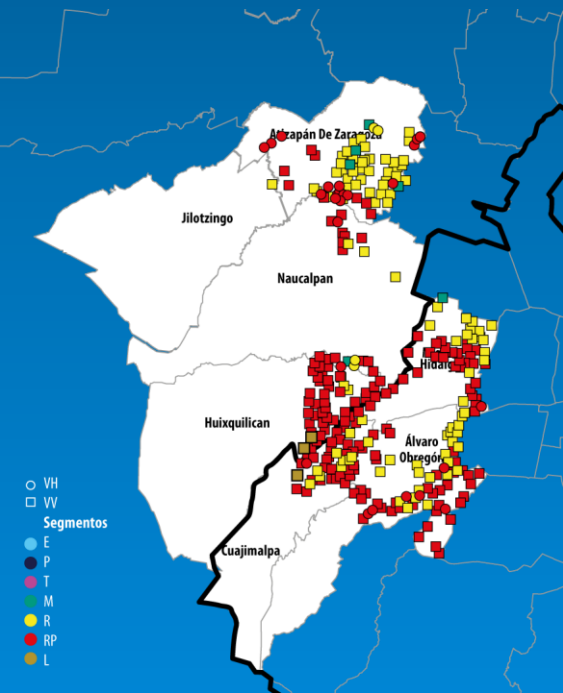 Atizapán De Zaragoza
Jilotzingo
Naucalpan
Hidalgo
Huixquilican
Álvaro
Obregón
Cuajimalpa
VH
VV
Segmentos
E
P
T
M
R
RP
L